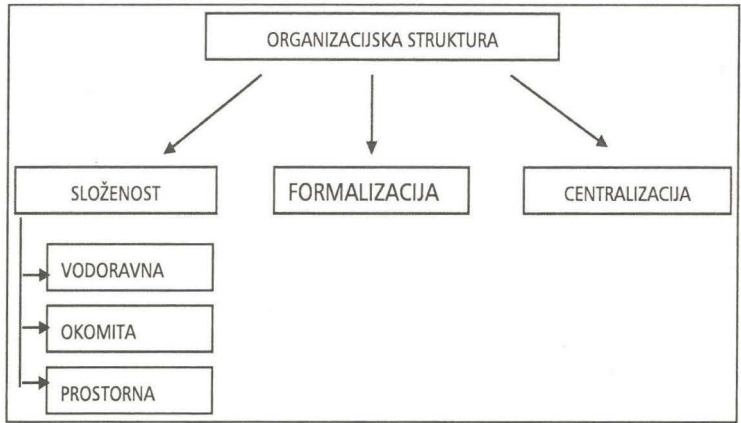 ORGANIZACIJSKA STRUKTURA
SLOŽENOST
FORMALIZACIJA
CENTRALIZACIJA
VODORAVNA
OKOMITA
PROSTORNA